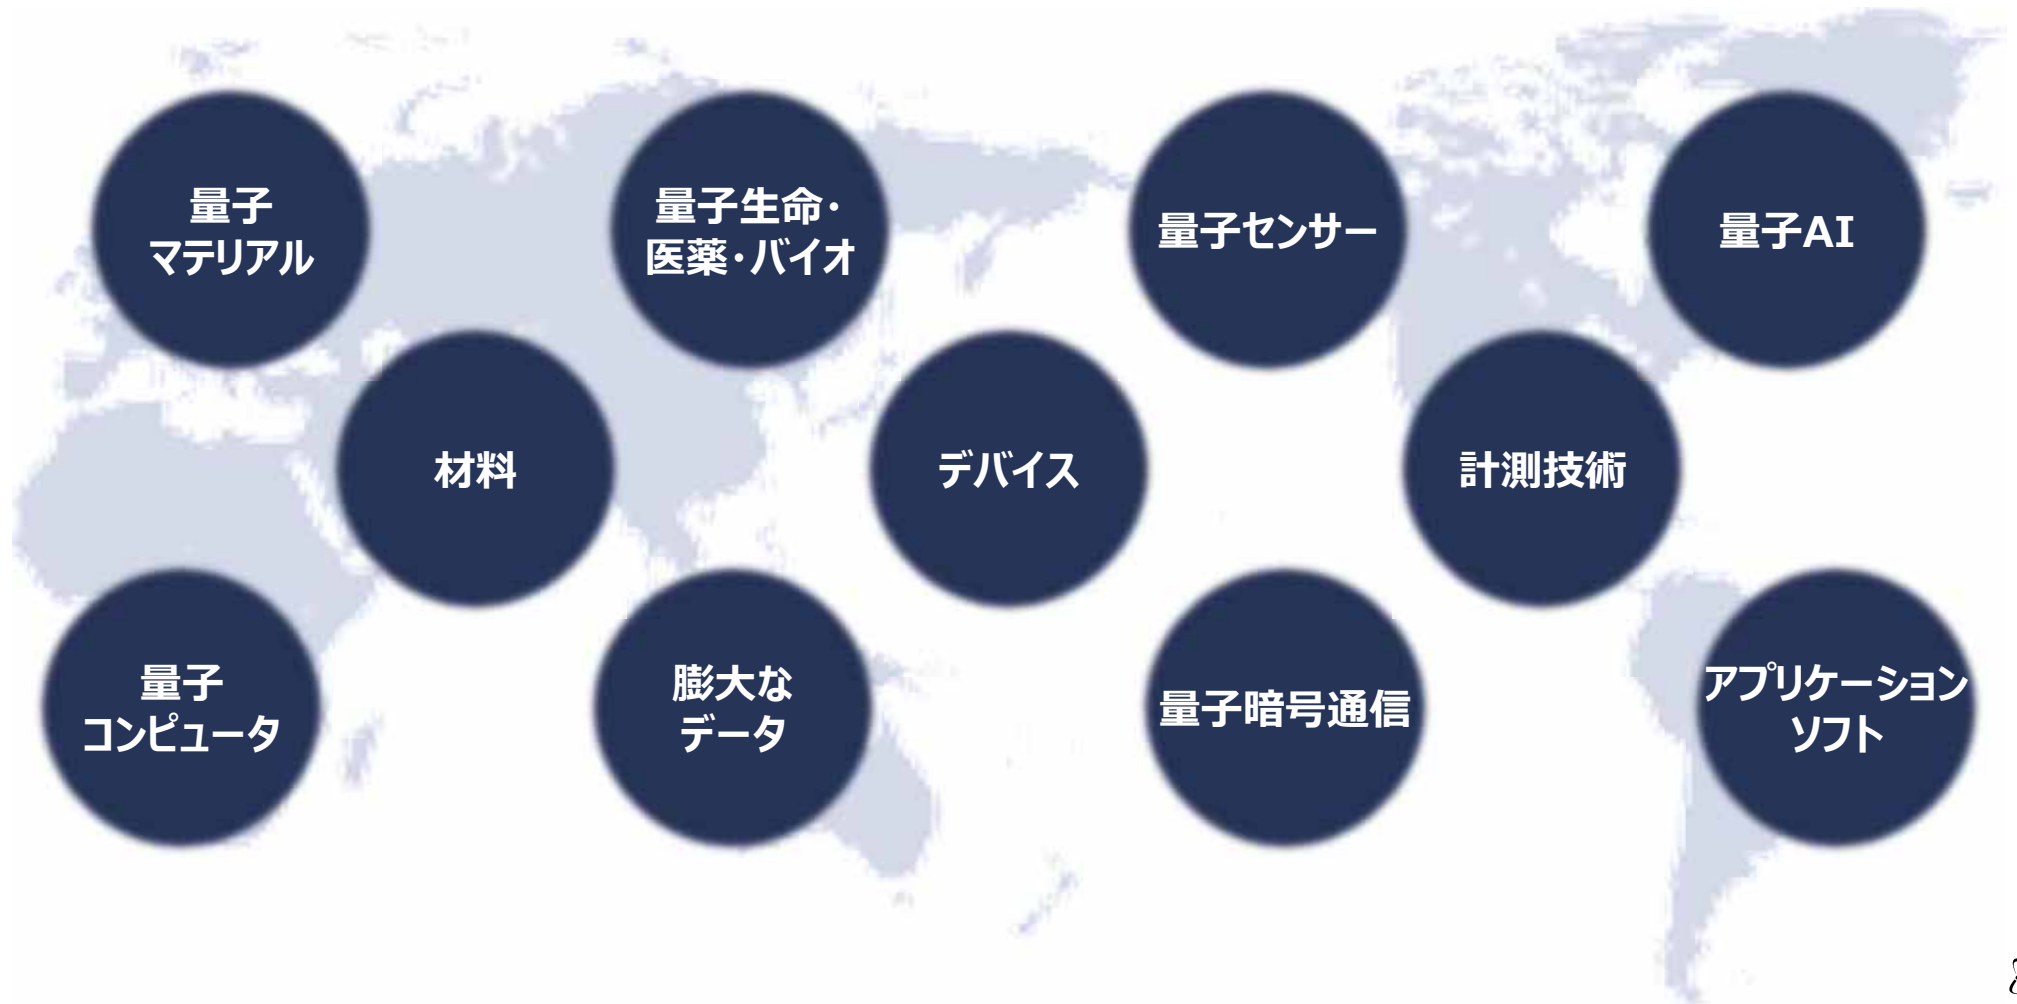 量子
マテリアル
量子生命・
医薬・バイオ
量子センサー
量子AI
材料
デバイス
計測技術
量子
コンピュータ
膨大な
データ
量子暗号通信
アプリケーション
ソフト